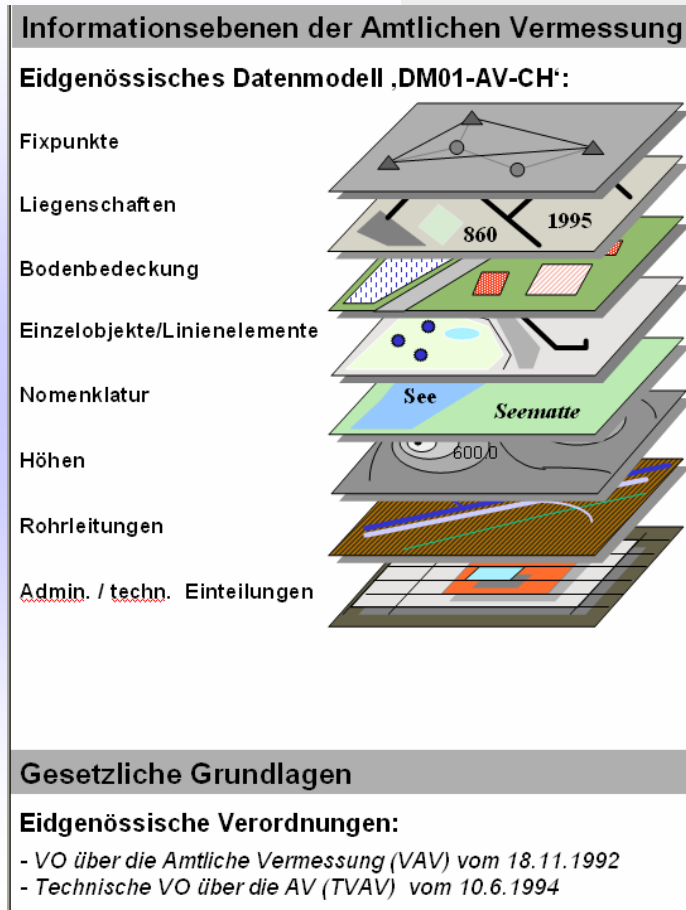 Informationsebenen der Amtlichen Vermessung
Eidgenössisches Datenmodell ‚DM01-AV-CH‘:
Fixpunkte
Liegenschaften
860
1995
Bodenbedeckung
Einzelobjekte/Linienelemente
Nomenklatur
See
Seematte
Höhen
600.0
Rohrleitungen
Admin. / techn. Einteilungen
Gesetzliche Grundlagen
Eidgenössische Verordnungen:
- VO über die Amtliche Vermessung (VAV) vom 18.11.1992
- Technische VO über die AV (TVAV) vom 10.6.1994